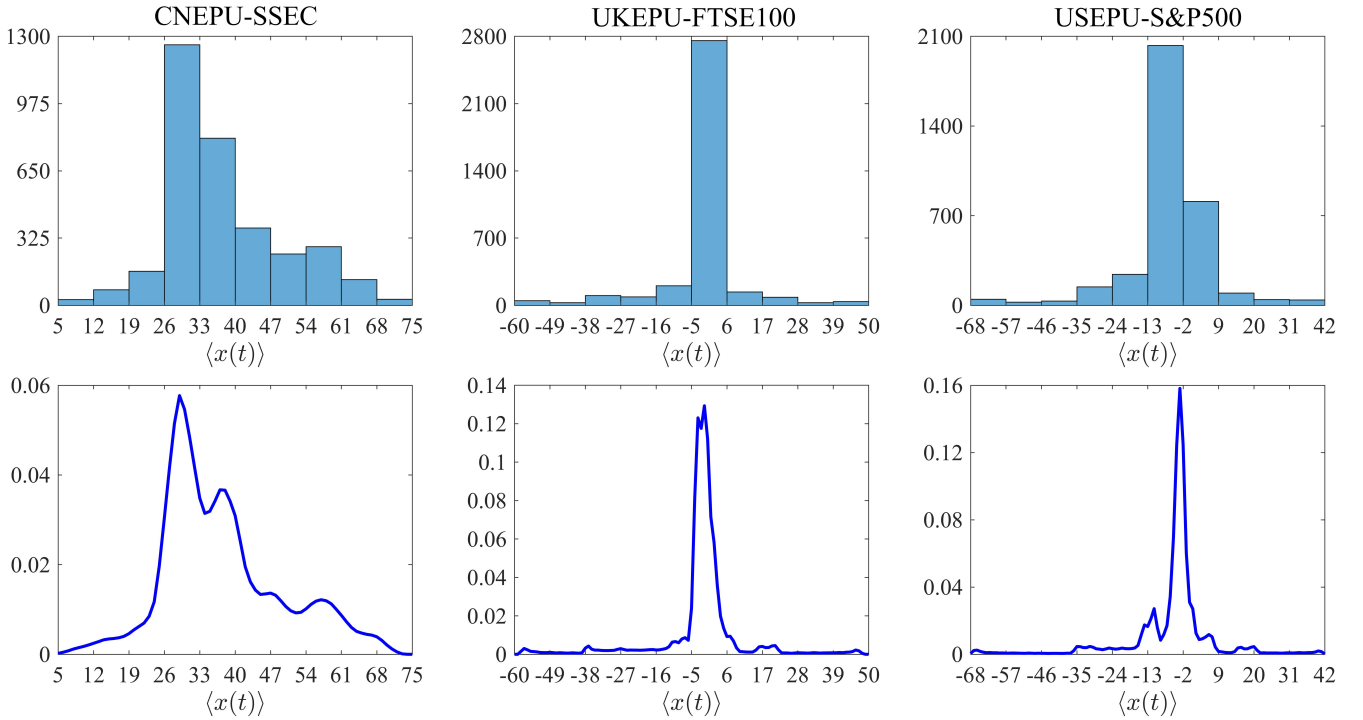 CNEPU-SSEC
UKEPU-FTSE100
USEPU-S&P500
1300
975
650
325
0
5 12 19 26 33 40 47 54 61 68 75
⟨x(t)⟩
2800
2100
1400
700
0
-60 -49 -38 -27 -16 -5 6 17 28 39 50
⟨x(t)⟩
2100
1400
700
0
-68 -57 -46 -35 -24 -13 -2 9 20 31 42
⟨x(t)⟩
0.06
0.04
0.02
0
5 12 19 26 33 40 47 54 61 68 75
⟨x(t)⟩
0.14
0.12
0.1
0.08
0.06
0.04
0.02
0
-60 -49 -38 -27 -16 -5 6 17 28 39 50
⟨x(t)⟩
0.16
0.12
0.08
0.04
0
-68 -57 -46 -35 -24 -13 -2 9 20 31 42
⟨x(t)⟩